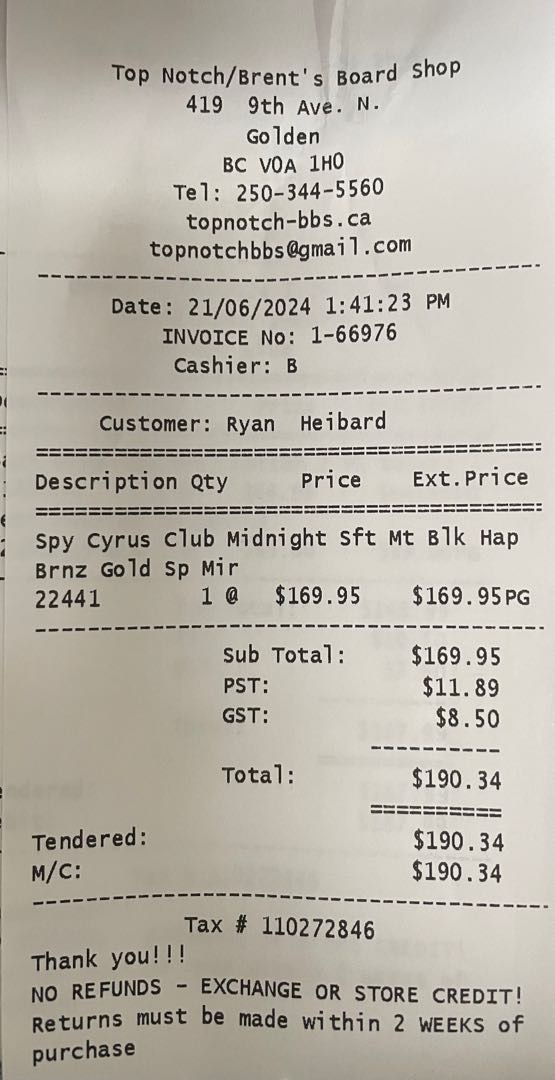 Top Notch/Brent's Board Shop
419 9th Ave. N.
Golden
BC V0A 1H0
Tel: 250-344-5560
topnotch-bbs.ca
topnotchbbs@gmail.com
Date: 21/06/2024 1:41:23 PM
INVOICE No: 1-66976
Cashier: B
Customer: Ryan Heibard
Description Qty Price Ext.Price
Spy Cyrus Club Midnight Sft Mt Blk Hap
Brnz Gold Sp Mir
22441 1 @ $169.95 $169.95PG
Sub Total: $169.95
PST: $11.89
GST: $8.50
Total: $190.34
Tendered: $190.34
M/C: $190.34
Tax # 110272846
Thank you!!!
NO REFUNDS - EXCHANGE OR STORE CREDIT!
Returns must be made within 2 WEEKS of
purchase